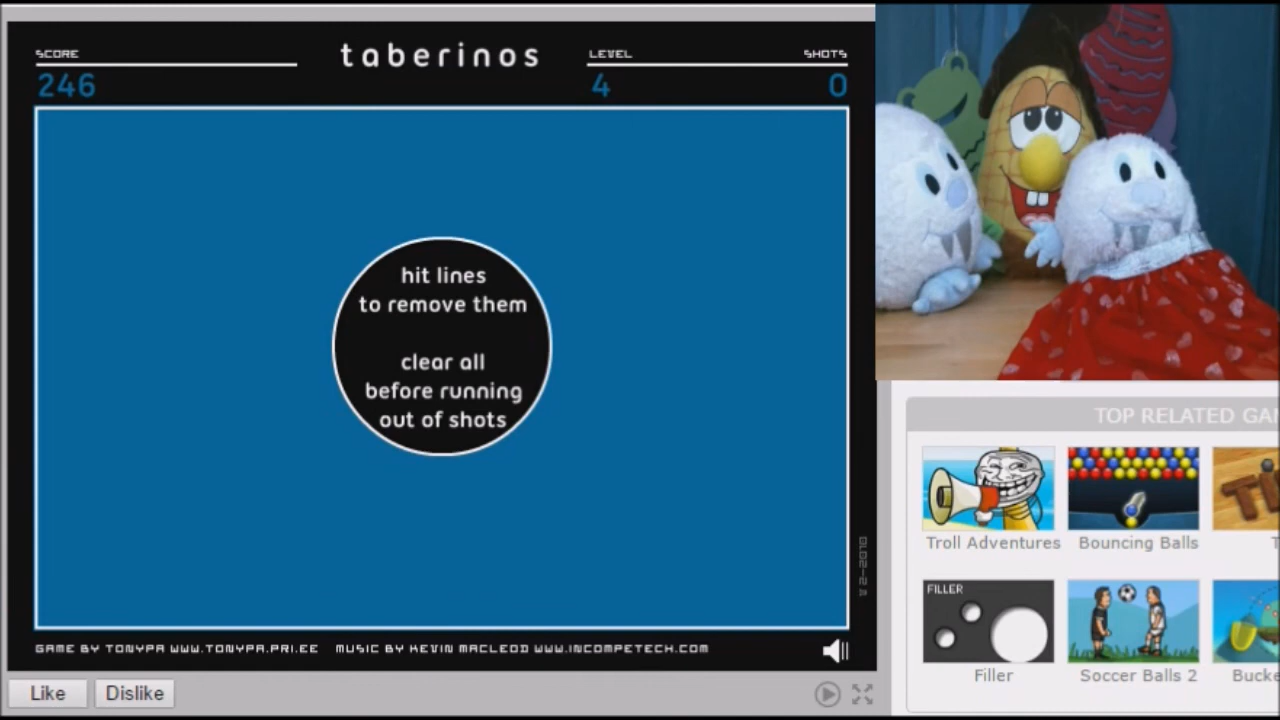 SCORE
taberinos
LEVEL
SHOTS
246
4
0
hit lines
to remove them
clear all
before running
out of shots
GAME BY TONYPA WWW.TONYPA.PRI.EE MUSIC BY KEVIN MACLEOD WWW.INCOMPETECH.COM
Like
Dislike
TOP RELATED GA
Troll Adventures
Bouncing Balls
T
FILLER
Filler
Soccer Balls 2
Bucke